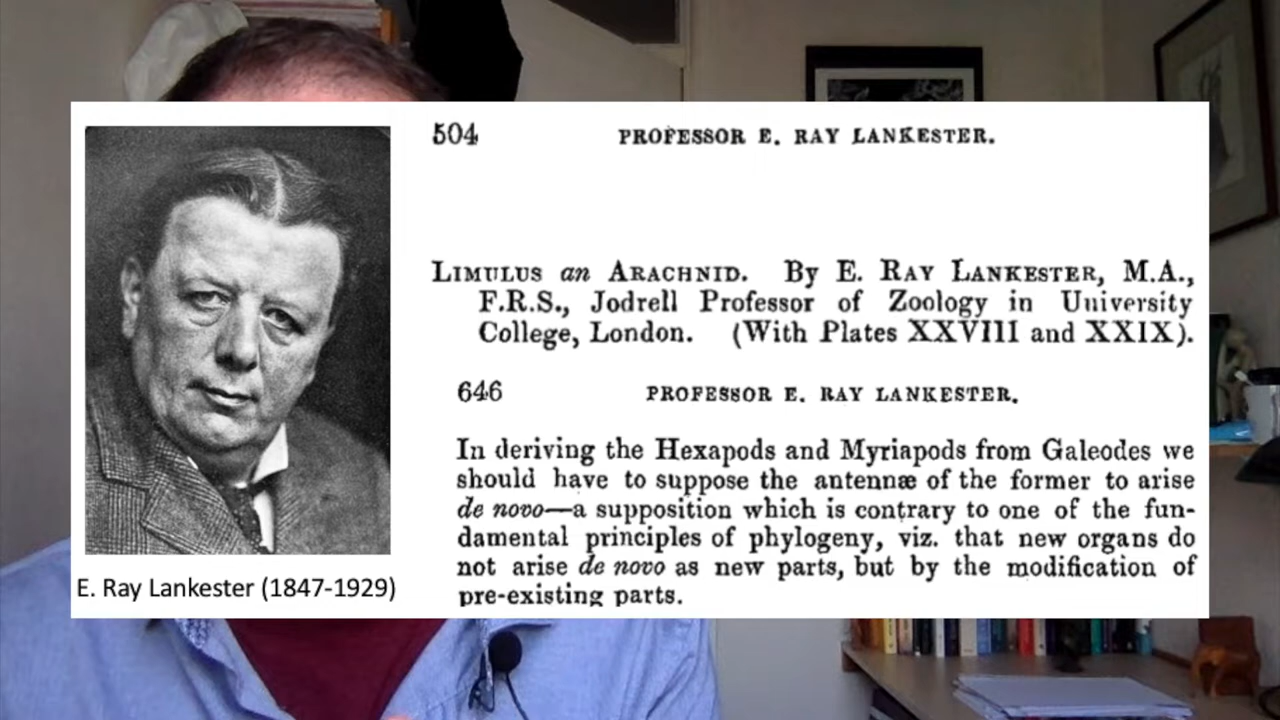 504 PROFESSOR E. RAY LANKESTER.
LIMULUS an ARACHNID. By E. RAY LANKESTER, M.A.,
F.R.S., Jodrell Professor of Zoology in University
College, London. (With Plates XXVIII and XXIX).
646 PROFESSOR E. RAY LANKESTER.
In deriving the Hexapods and Myriapods from Galeodes we
should have to suppose the antennæ of the former to arise
de novo—a supposition which is contrary to one of the fun-
damental principles of phylogeny, viz. that new organs do
not arise de novo as new parts, but by the modification of
pre-existing parts.
E. Ray Lankester (1847-1929)